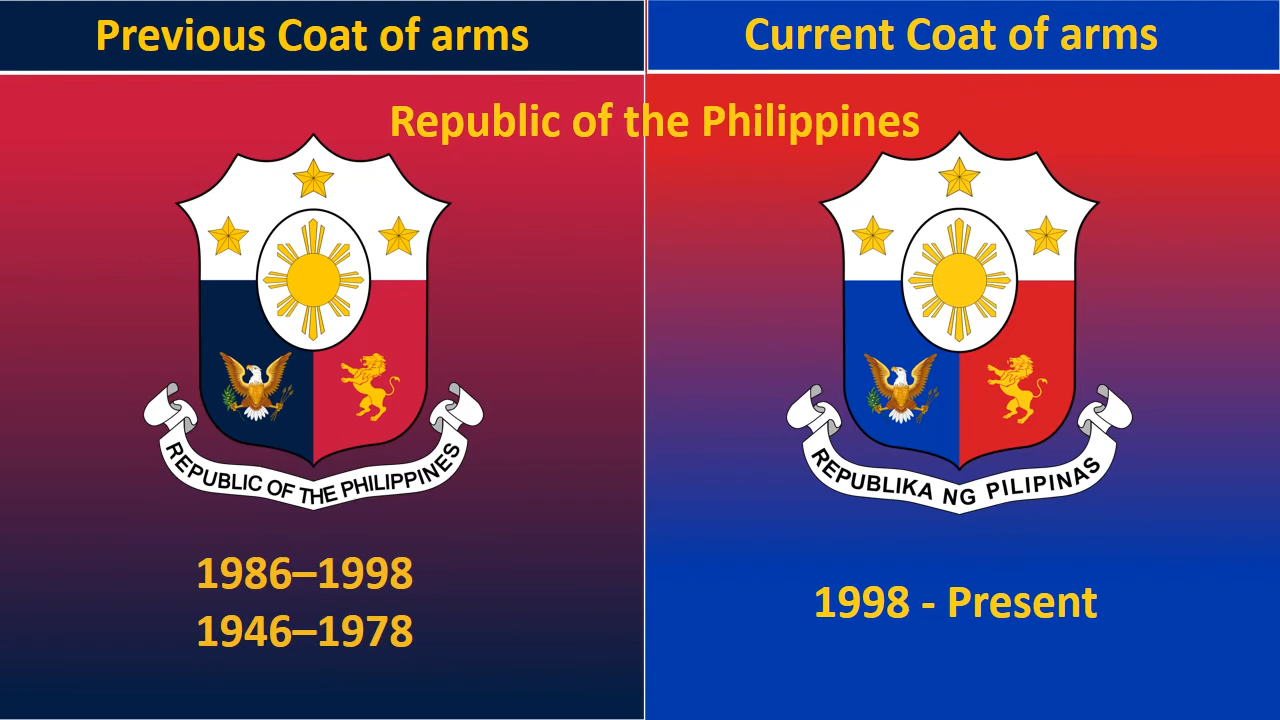 Previous Coat of arms
Current Coat of arms
Republic of the Philippines
REPUBLIC OF THE PHILIPPINES
REPUBLIKA NG PILIPINAS
1986–1998
1946–1978
1998 - Present